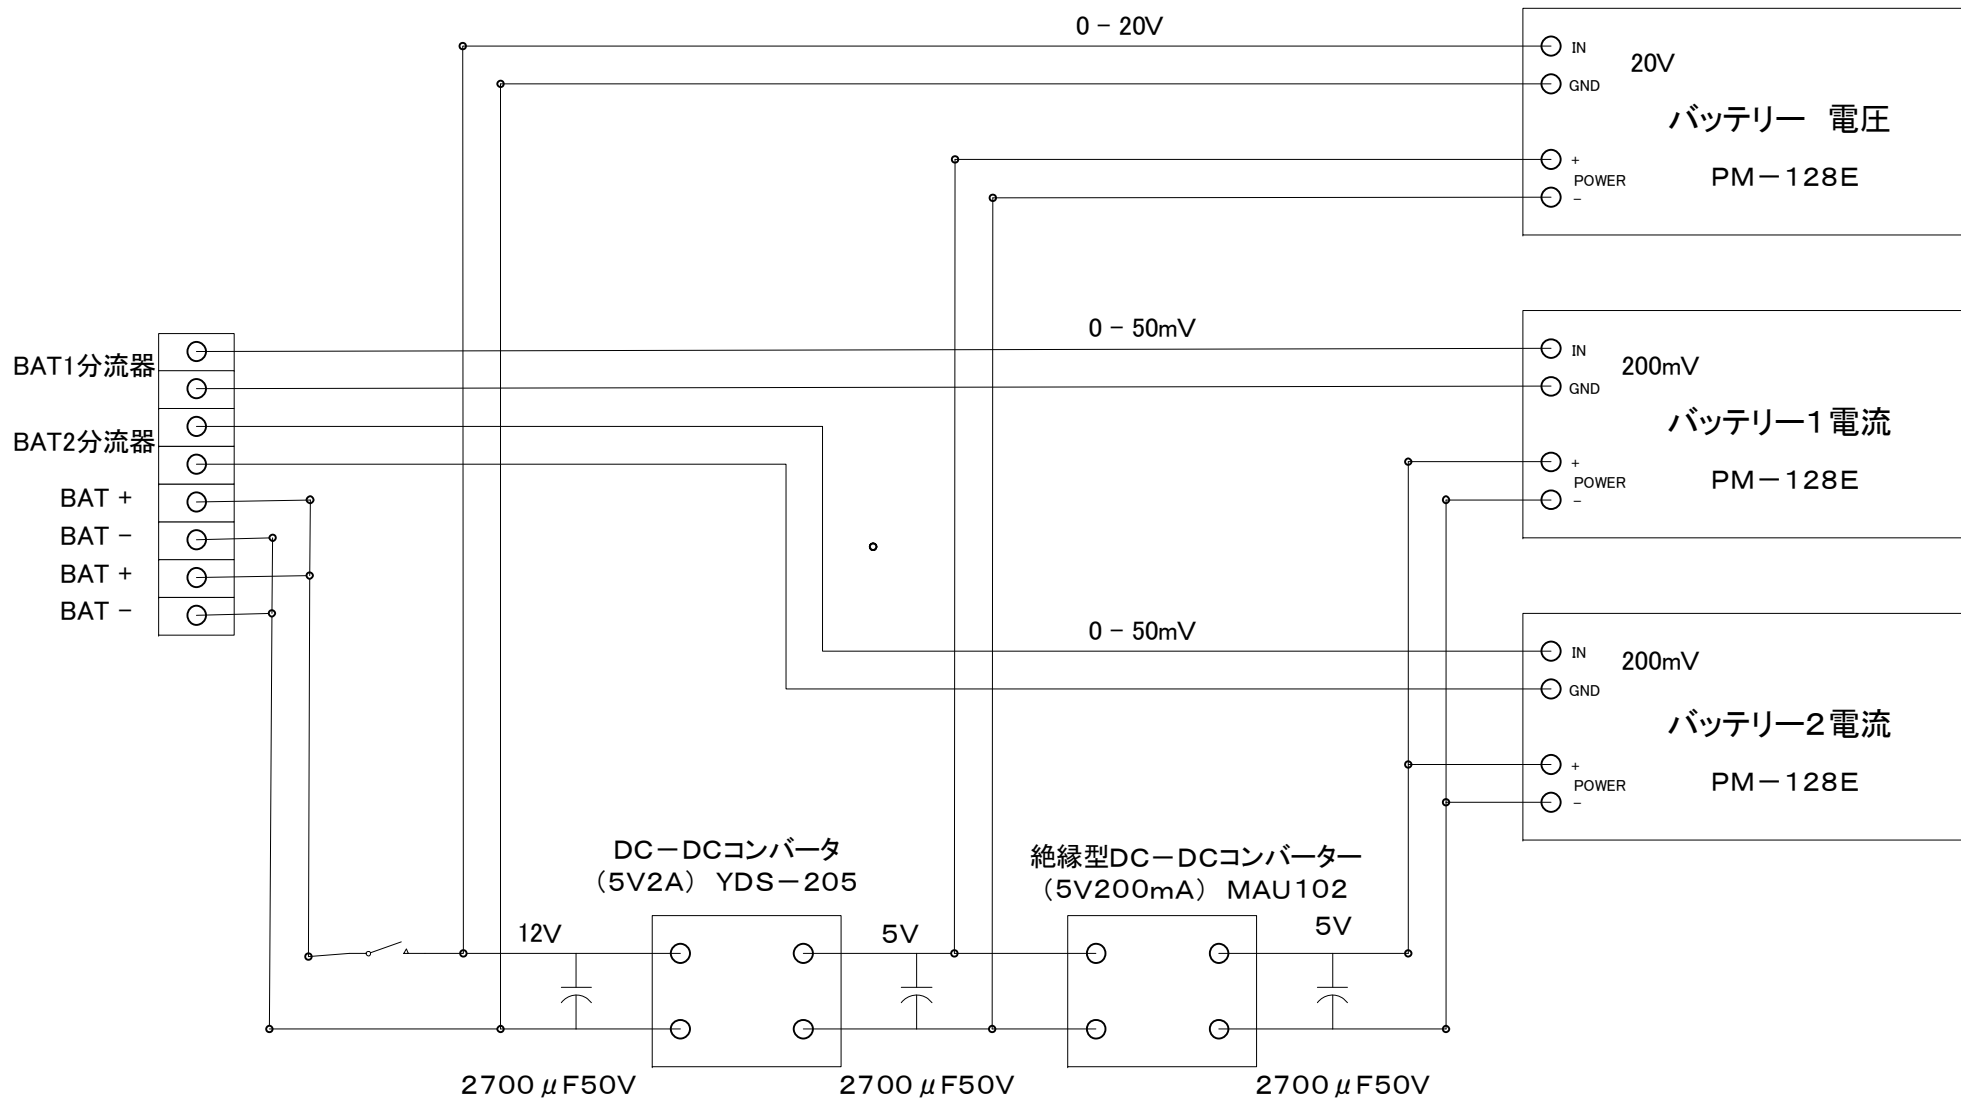 0 - 20V
IN
20V
GND
バッテリー 電圧
+
POWER
PM－128E
-
0 - 50mV
IN
200mV
GND
バッテリー1電流
+
POWER
PM－128E
-
BAT1分流器
BAT2分流器
BAT +
BAT -
BAT +
BAT -
0 - 50mV
IN
200mV
GND
バッテリー2電流
+
POWER
PM－128E
-
DC－DCコンバータ
（5V2A） YDS－205
絶縁型DC－DCコンバーター
（5V200mA） MAU102
12V
5V
5V
2700μF50V
2700μF50V
2700μF50V